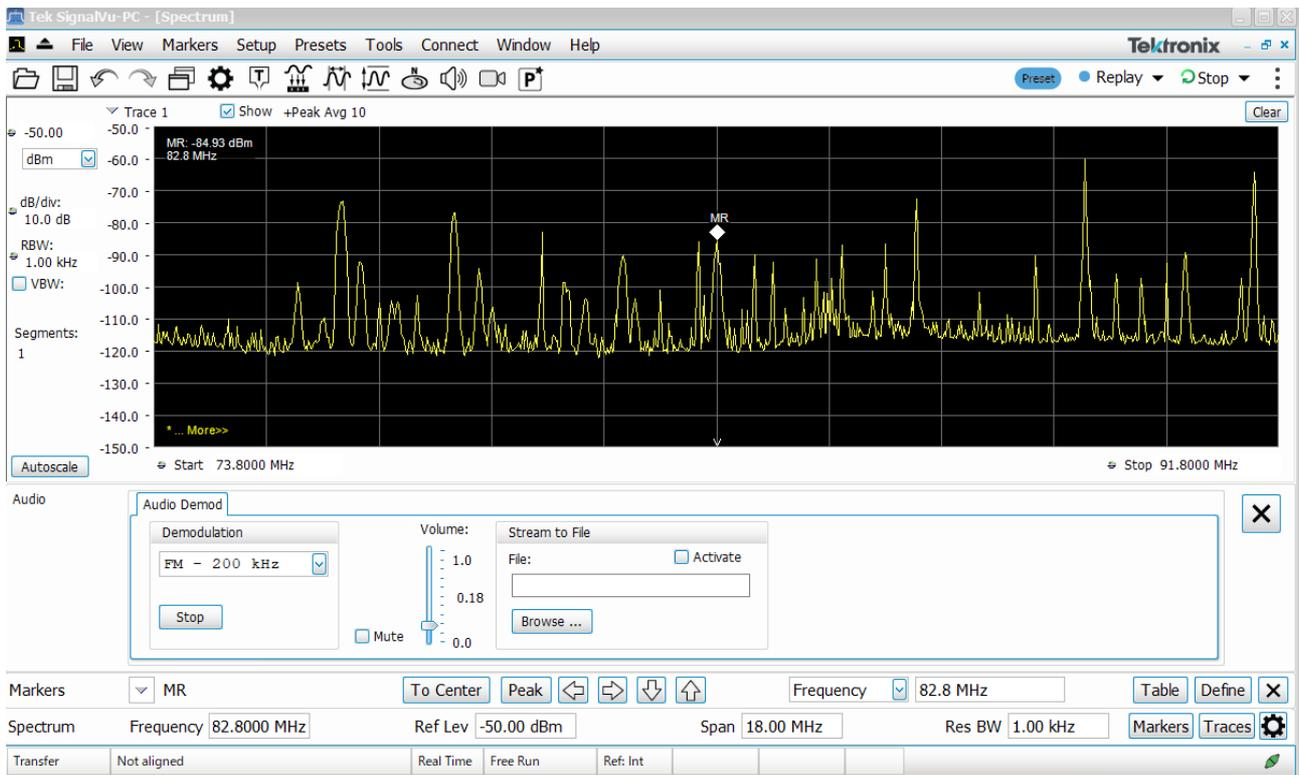 Tek SignalVu-PC - [Spectrum]
File View Markers Setup Presets Tools Connect Window Help
Tektronix
T
P*
Preset
Replay
Stop
Trace 1
Show
+Peak Avg 10
Clear
-50.00
dBm
dB/div:
10.0 dB
RBW:
1.00 kHz
VBW:
Segments:
1
Autoscale
-50.0
-60.0
-70.0
-80.0
-90.0
-100.0
-110.0
-120.0
-130.0
-140.0
-150.0
MR: -84.93 dBm
82.8 MHz
MR
* ... More>>
Start 73.8000 MHz
Stop 91.8000 MHz
Audio
Audio Demod
Demodulation
FM - 200 kHz
Stop
Mute
Volume:
1.0
0.18
0.0
Stream to File
File:
Activate
Browse ...
Markers MR To Center Peak Frequency 82.8 MHz Table Define
Spectrum Frequency 82.8000 MHz Ref Lev -50.00 dBm Span 18.00 MHz Res BW 1.00 kHz Markers Traces
Transfer Not aligned Real Time Free Run Ref: Int